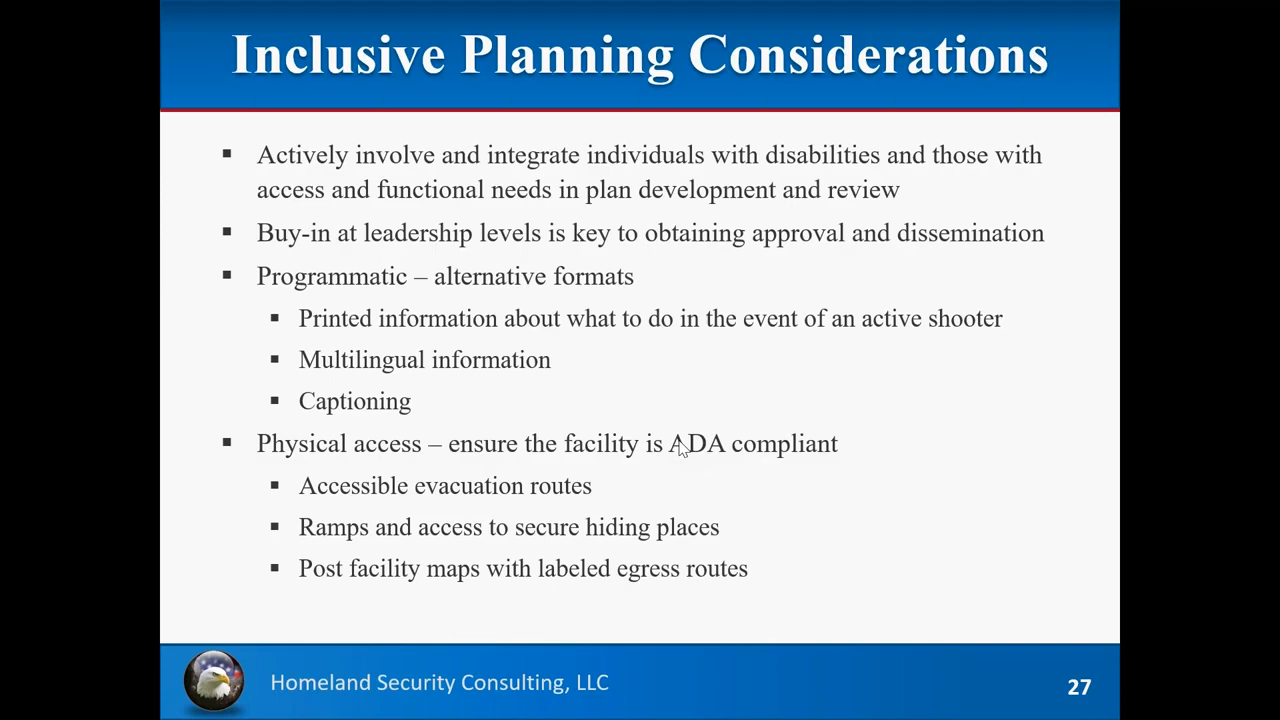 Inclusive Planning Considerations
▪ Actively involve and integrate individuals with disabilities and those with
access and functional needs in plan development and review
▪ Buy-in at leadership levels is key to obtaining approval and dissemination
▪ Programmatic – alternative formats
▪ Printed information about what to do in the event of an active shooter
▪ Multilingual information
▪ Captioning
▪ Physical access – ensure the facility is ADA compliant
▪ Accessible evacuation routes
▪ Ramps and access to secure hiding places
▪ Post facility maps with labeled egress routes
Homeland Security Consulting, LLC
27